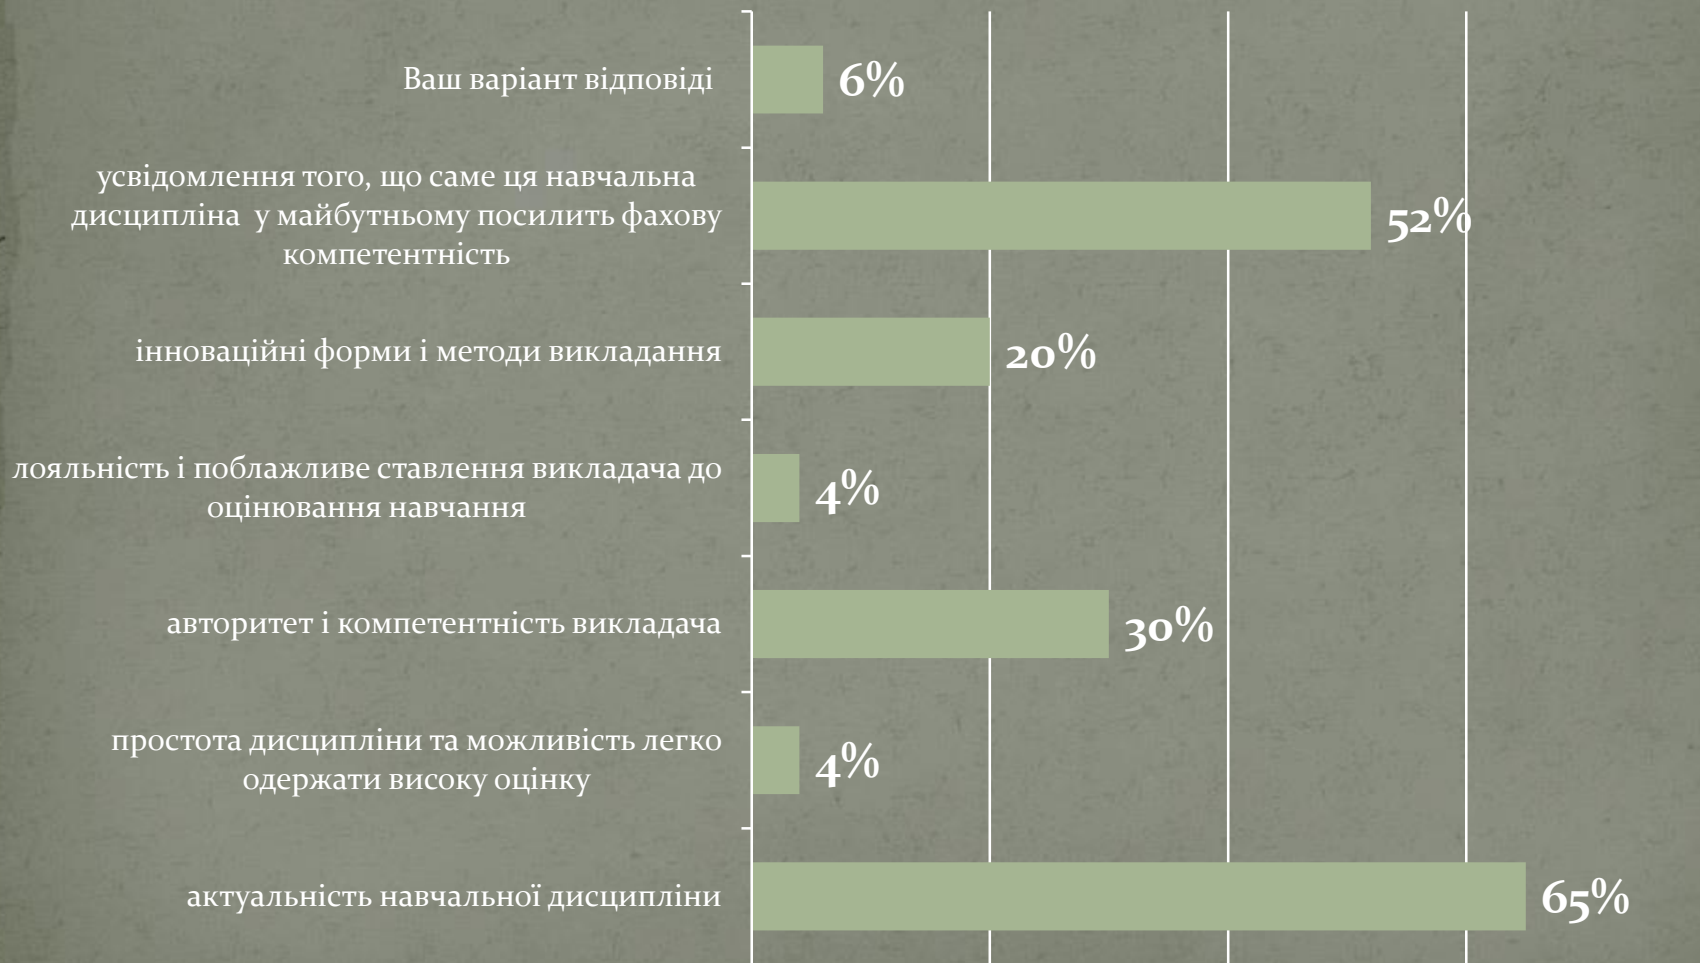 Ваш варіант відповіді
6%
усвідомлення того, що саме ця навчальна
дисципліна у майбутньому посилить фахову
компетентність
52%
інноваційні форми і методи викладання
20%
лояльність і поблажливе ставлення викладача до
оцінювання навчання
4%
авторитет і компетентність викладача
30%
простота дисципліни та можливість легко
одержати високу оцінку
4%
актуальність навчальної дисципліни
65%